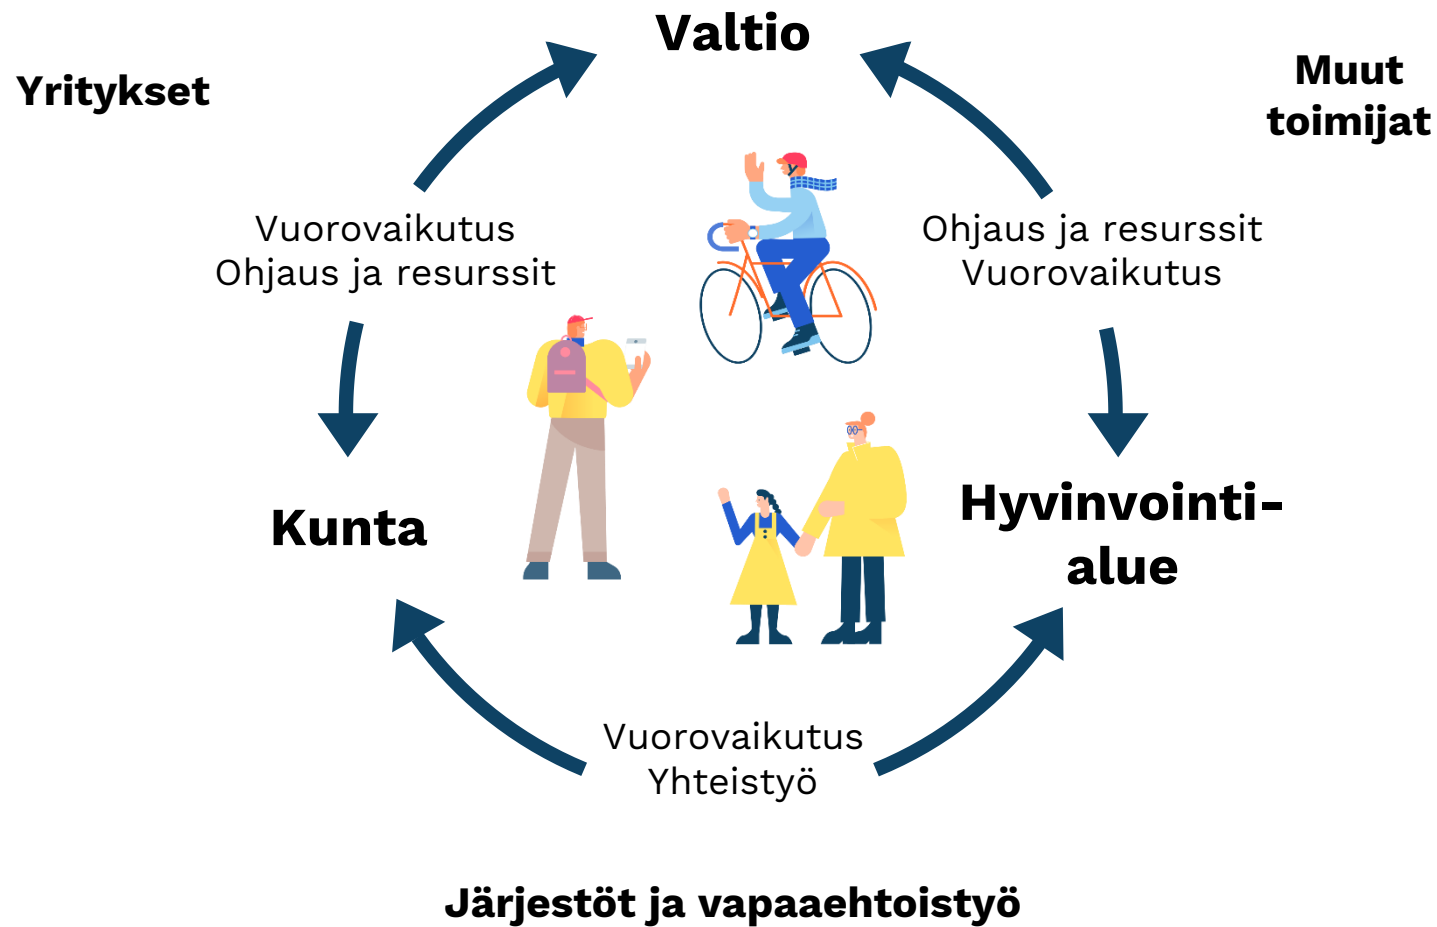 Valtio
Yritykset
Muut
toimijat
Vuorovaikutus
Ohjaus ja resurssit
Ohjaus ja resurssit
Vuorovaikutus
Kunta
Hyvinvointi-
alue
Vuorovaikutus
Yhteistyö
Järjestöt ja vapaaehtoistyö